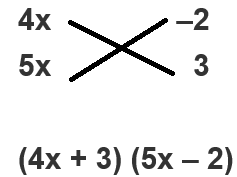 4x –2
5x 3
(4x + 3) (5x – 2)